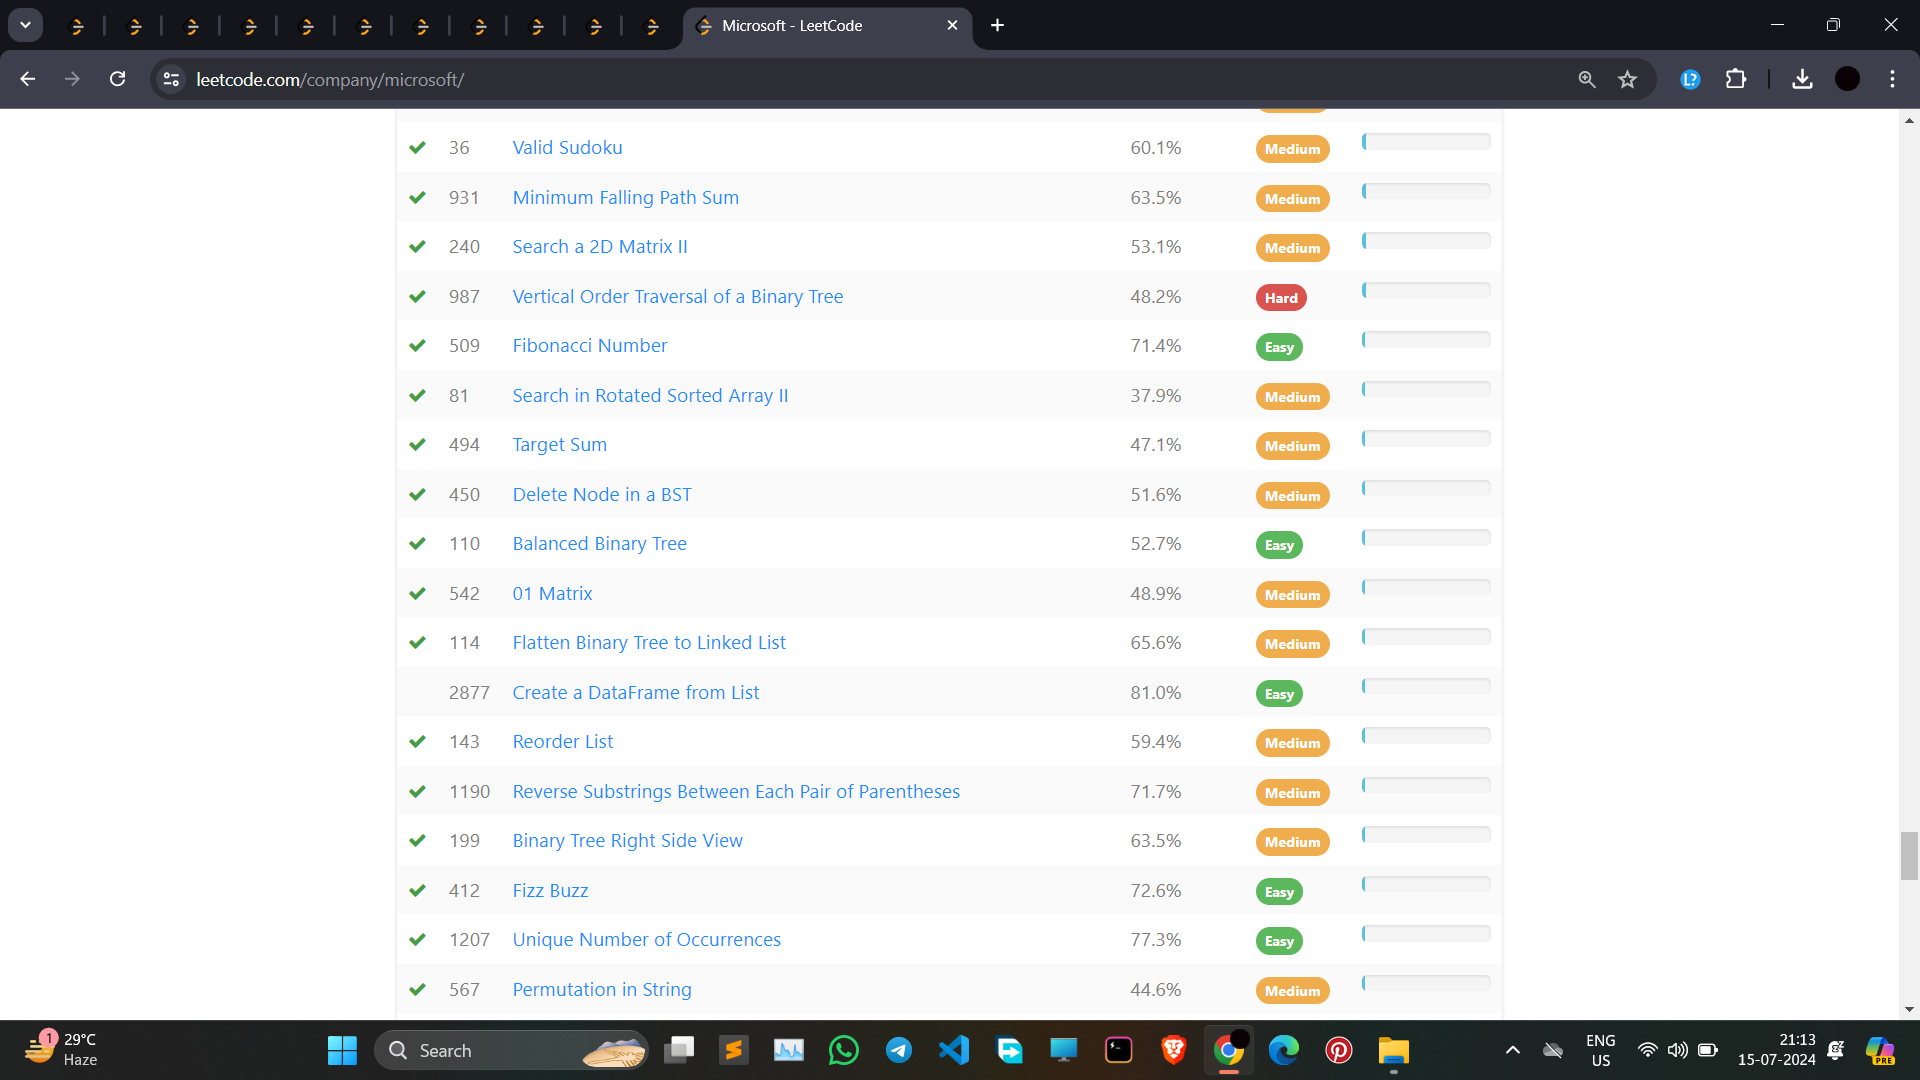 Microsoft - LeetCode
leetcode.com/company/microsoft/
36 Valid Sudoku 60.1% Medium
931 Minimum Falling Path Sum 63.5% Medium
240 Search a 2D Matrix II 53.1% Medium
987 Vertical Order Traversal of a Binary Tree 48.2% Hard
509 Fibonacci Number 71.4% Easy
81 Search in Rotated Sorted Array II 37.9% Medium
494 Target Sum 47.1% Medium
450 Delete Node in a BST 51.6% Medium
110 Balanced Binary Tree 52.7% Easy
542 01 Matrix 48.9% Medium
114 Flatten Binary Tree to Linked List 65.6% Medium
2877 Create a DataFrame from List 81.0% Easy
143 Reorder List 59.4% Medium
1190 Reverse Substrings Between Each Pair of Parentheses 71.7% Medium
199 Binary Tree Right Side View 63.5% Medium
412 Fizz Buzz 72.6% Easy
1207 Unique Number of Occurrences 77.3% Easy
567 Permutation in String 44.6% Medium
1 29°C
Haze
Search
ENG
US
21:13
15-07-2024
PRE